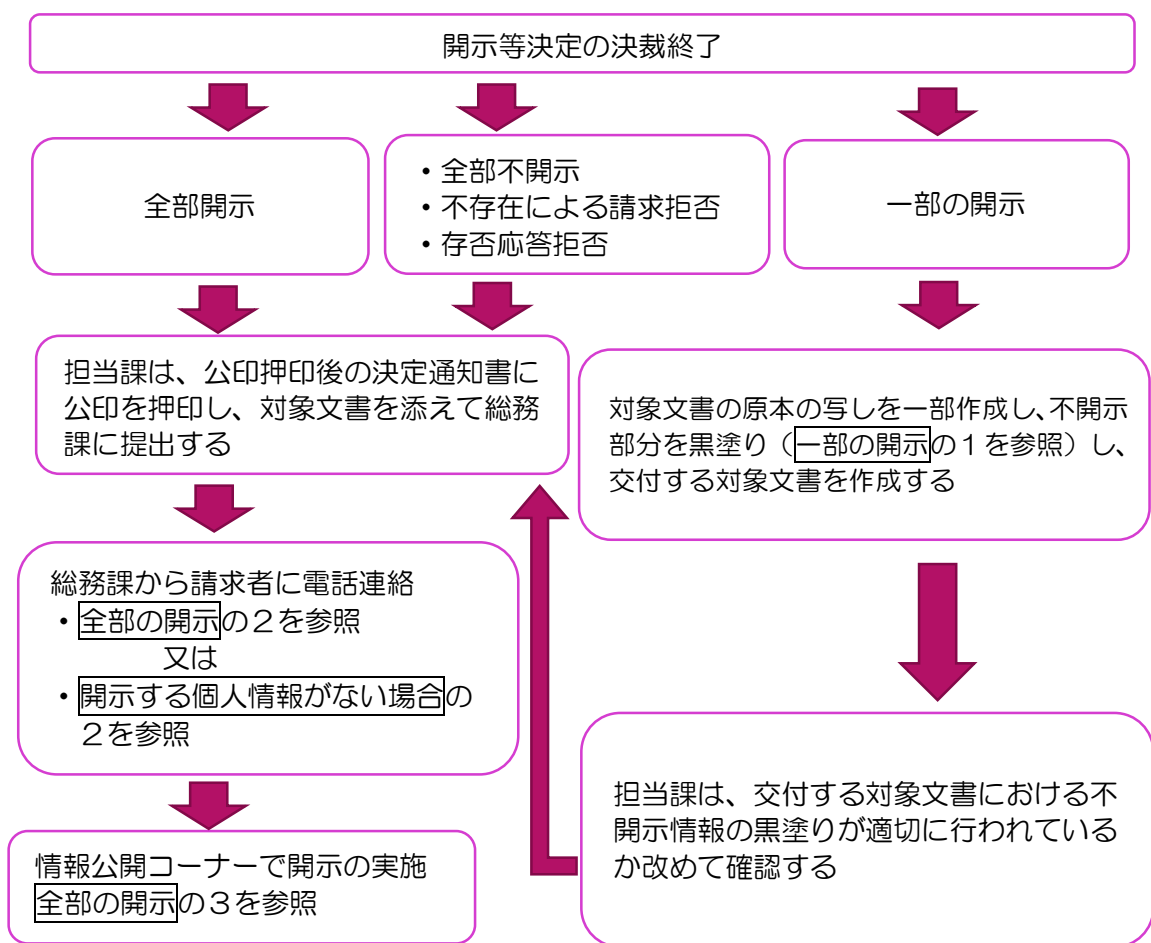 開示等決定の決裁終了
全部開示
・全部不開示
・不存在による請求拒否
・存否応答拒否
一部の開示
担当課は、公印押印後の決定通知書に
公印を押印し、対象文書を添えて総務
課に提出する
対象文書の原本の写しを一部作成し、不開示
部分を黒塗り（一部の開示の１を参照）し、
交付する対象文書を作成する
総務課から請求者に電話連絡
・全部の開示の２を参照
又は
・開示する個人情報がない場合の
２を参照
担当課は、交付する対象文書における不
開示情報の黒塗りが適切に行われている
か改めて確認する
情報公開コーナーで開示の実施
全部の開示の３を参照